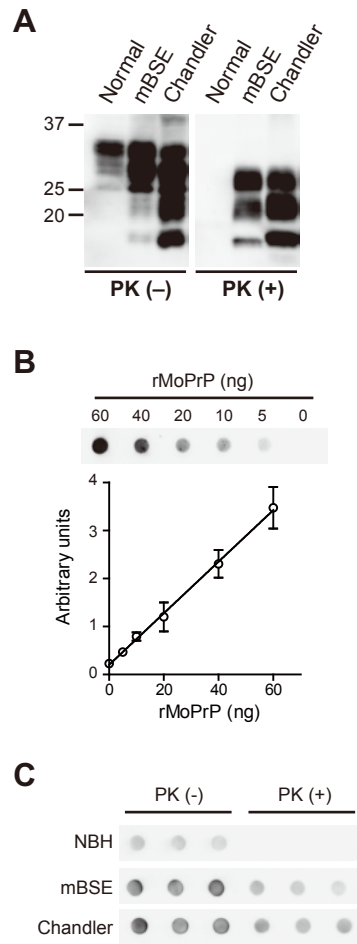 A
Normal mBSE Chandler Normal mBSE Chandler
37
25
20
PK (–) PK (+)
B
rMoPrP (ng)
60 40 20 10 5 0
4
3
2
1
0
Arbitrary units
0 20 40 60
rMoPrP (ng)
C
PK (-) PK (+)
NBH
mBSE
Chandler